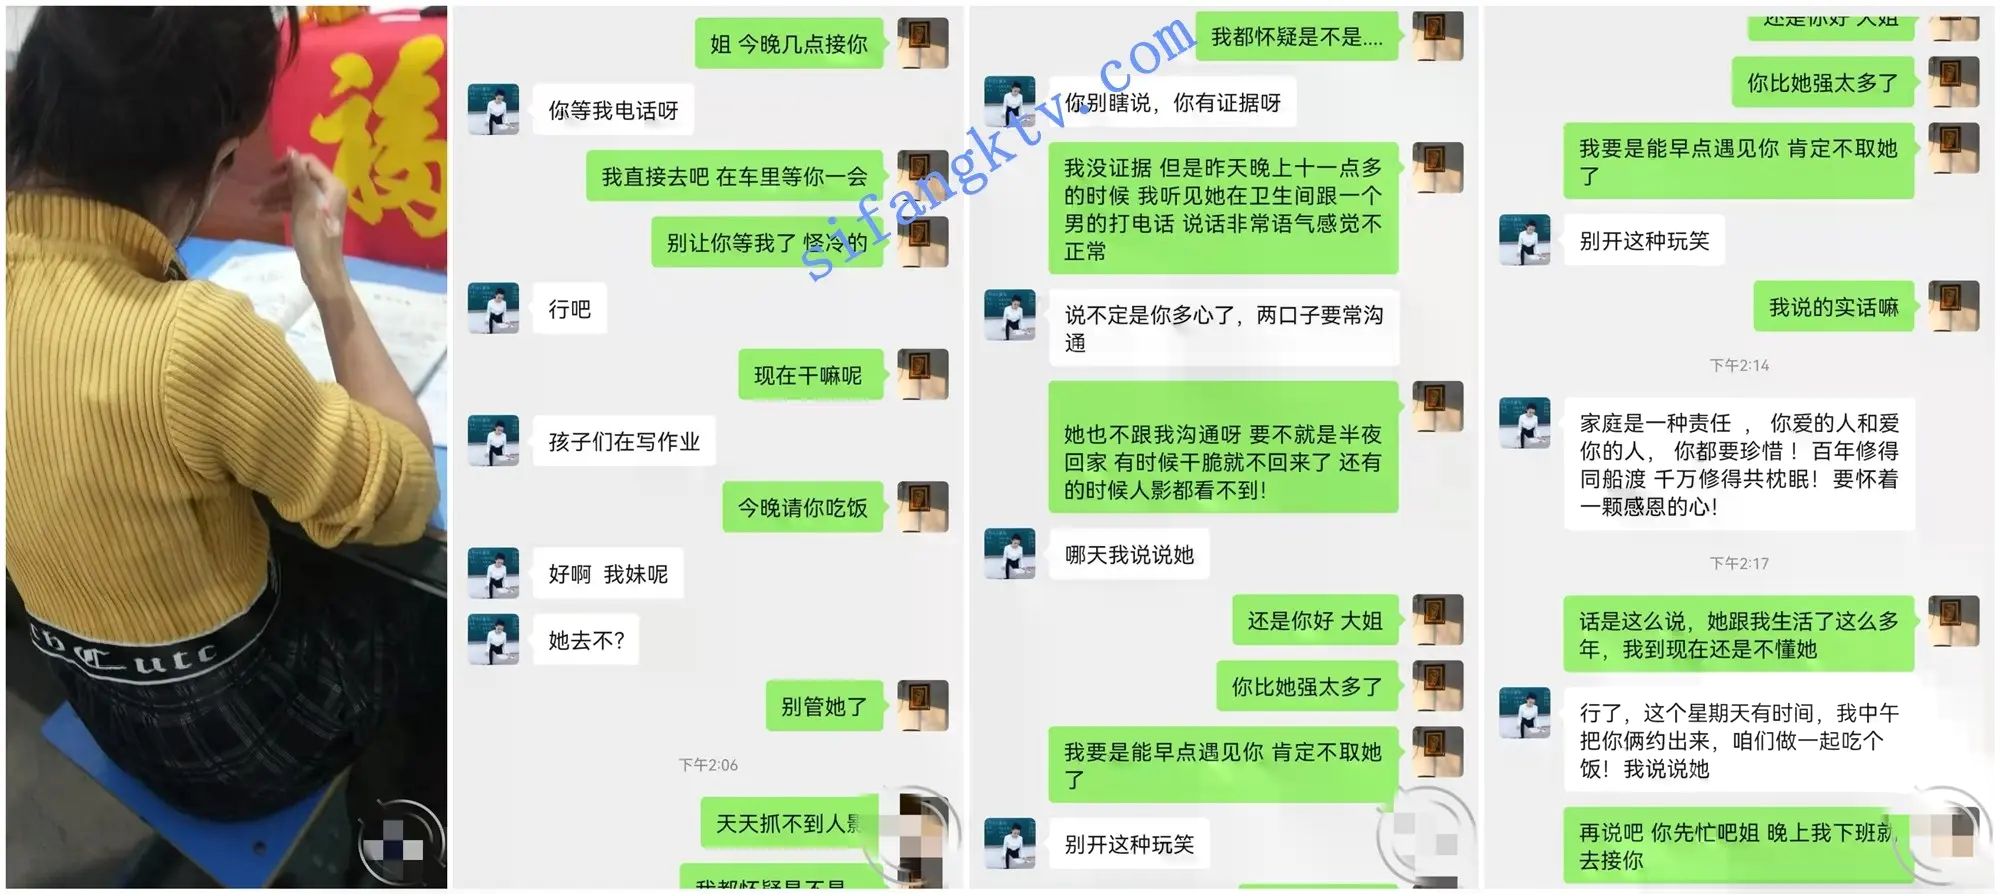 福
姐 今晚几点接你
你等我电话呀
我直接去吧 在车里等你一会
别让你等我了 怪冷的
行吧
现在干嘛呢
孩子们在写作业
今晚请你吃饭
好啊 我妹呢
她去不？
别管她了
下午2:06
天天抓不到人影
我都怀疑是不是
我都怀疑是不是....
你别瞎说，你有证据呀
我没证据 但是昨天晚上十一点多
的时候 我听见她在卫生间跟一个
男的打电话 说话非常语气感觉不
正常
说不定是你多心了，两口子要常沟
通
她也不跟我沟通呀 要不就是半夜
回家 有时候干脆就不回来了 还有
的时候人影都看不到！
哪天我说说她
还是你好 大姐
你比她强太多了
我要是能早点遇见你 肯定不取她
了
别开这种玩笑
还是你好 大姐
你比她强太多了
我要是能早点遇见你 肯定不取她
了
别开这种玩笑
我说的实话嘛
下午2:14
家庭是一种责任 ， 你爱的人和爱
你的人， 你都要珍惜！百年修得
同船渡 千万修得共枕眠！要怀着
一颗感恩的心！
下午2:17
话是这么说，她跟我生活了这么多
年，我到现在还是不懂她
行了，这个星期天有时间，我中午
把你俩约出来，咱们做一起吃个
饭！我说说她
再说吧 你先忙吧姐 晚上我下班就
去接你
sifangktv.com